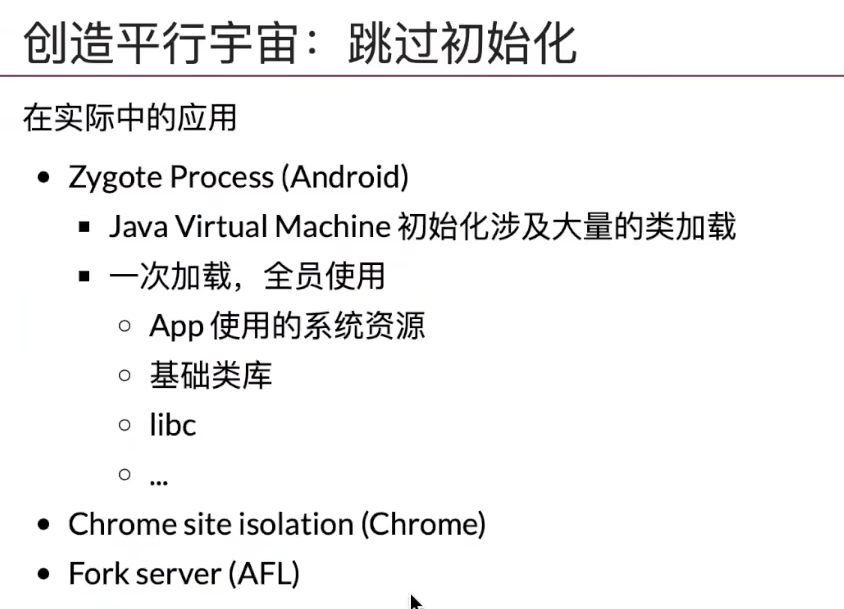 创造平行宇宙：跳过初始化
在实际中的应用
Zygote Process (Android)
Java Virtual Machine 初始化涉及大量的类加载
一次加载，全员使用
App 使用的系统资源
基础类库
libc
...
Chrome site isolation (Chrome)
Fork server (AFL)